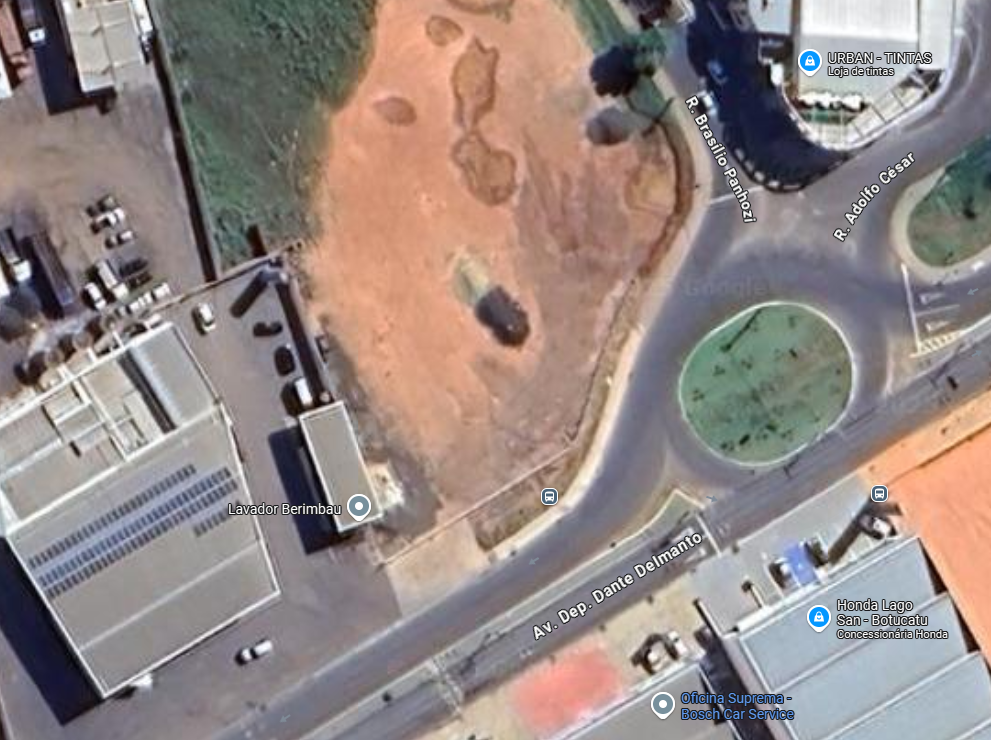 URBAN - TINTAS
Loja de tintas
R. Brasílio Panhozi
R. Adolfo César
Google
Lavador Berimbau
Av. Dep. Dante Delmanto
Honda Lago
San - Botucatu
Concessionária Honda
Oficina Suprema -
Bosch Car Service